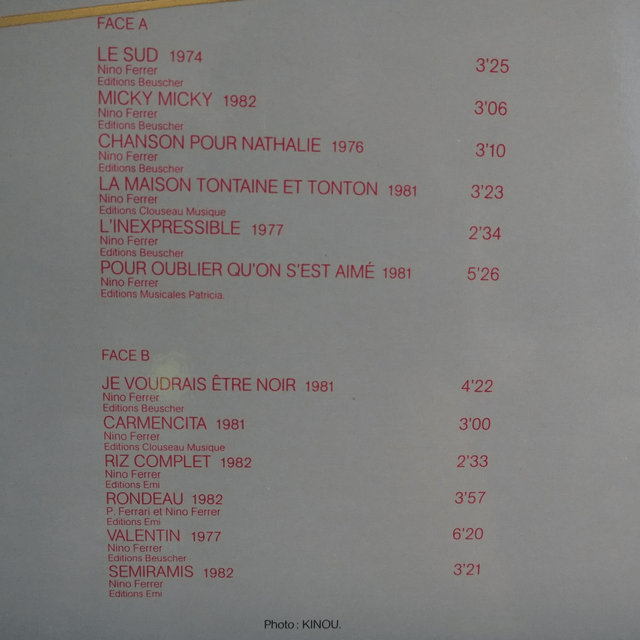 FACE A
LE SUD 1974 3'25
Nino Ferrer
Editions Beuscher
MICKY MICKY 1982 3'06
Nino Ferrer
Editions Beuscher
CHANSON POUR NATHALIE 1976 3'10
Nino Ferrer
Editions Beuscher
LA MAISON TONTAINE ET TONTON 1981 3'23
Nino Ferrer
Editions Clouseau Musique
L'INEXPRESSIBLE 1977 2'34
Nino Ferrer
Editions Beuscher
POUR OUBLIER QU'ON S'EST AIMÉ 1981 5'26
Nino Ferrer
Editions Musicales Patricia.
FACE B
JE VOUDRAIS ÊTRE NOIR 1981 4'22
Nino Ferrer
Editions Beuscher
CARMENCITA 1981 3'00
Nino Ferrer
Editions Clouseau Musique
RIZ COMPLET 1982 2'33
Nino Ferrer
Editions Emi
RONDEAU 1982 3'57
P. Ferrari et Nino Ferrer
Editions Emi
VALENTIN 1977 6'20
Nino Ferrer
Editions Beuscher
SEMIRAMIS 1982 3'21
Nino Ferrer
Editions Emi
Photo : KINOU.